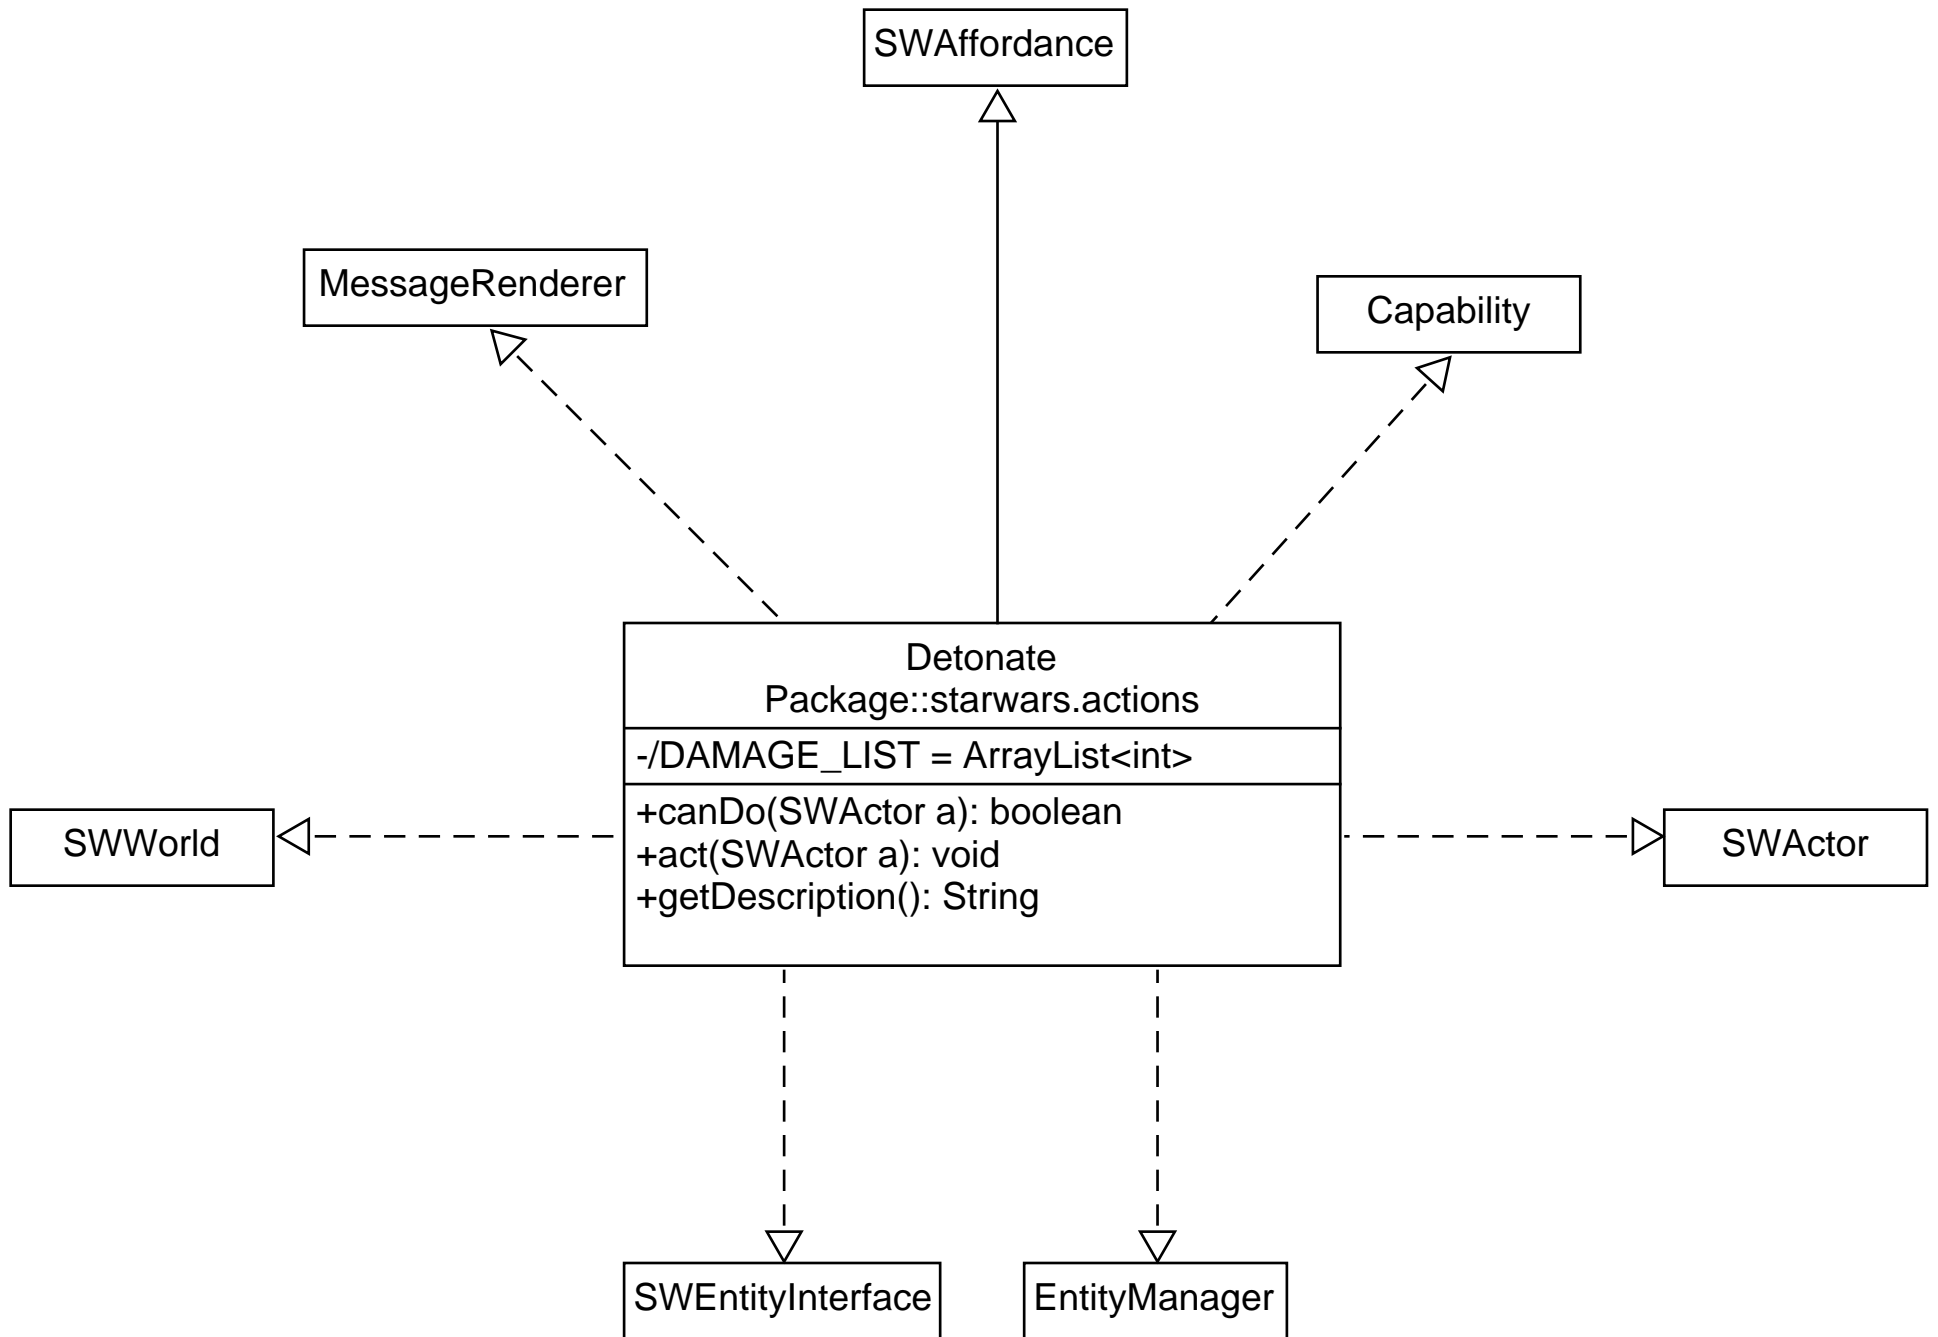 SWAffordance
MessageRenderer
Capability
Detonate
Package::starwars.actions
-/DAMAGE_LIST = ArrayList<int>
+canDo(SWActor a): boolean
+act(SWActor a): void
+getDescription(): String
SWWorld
SWActor
SWEntityInterface
EntityManager